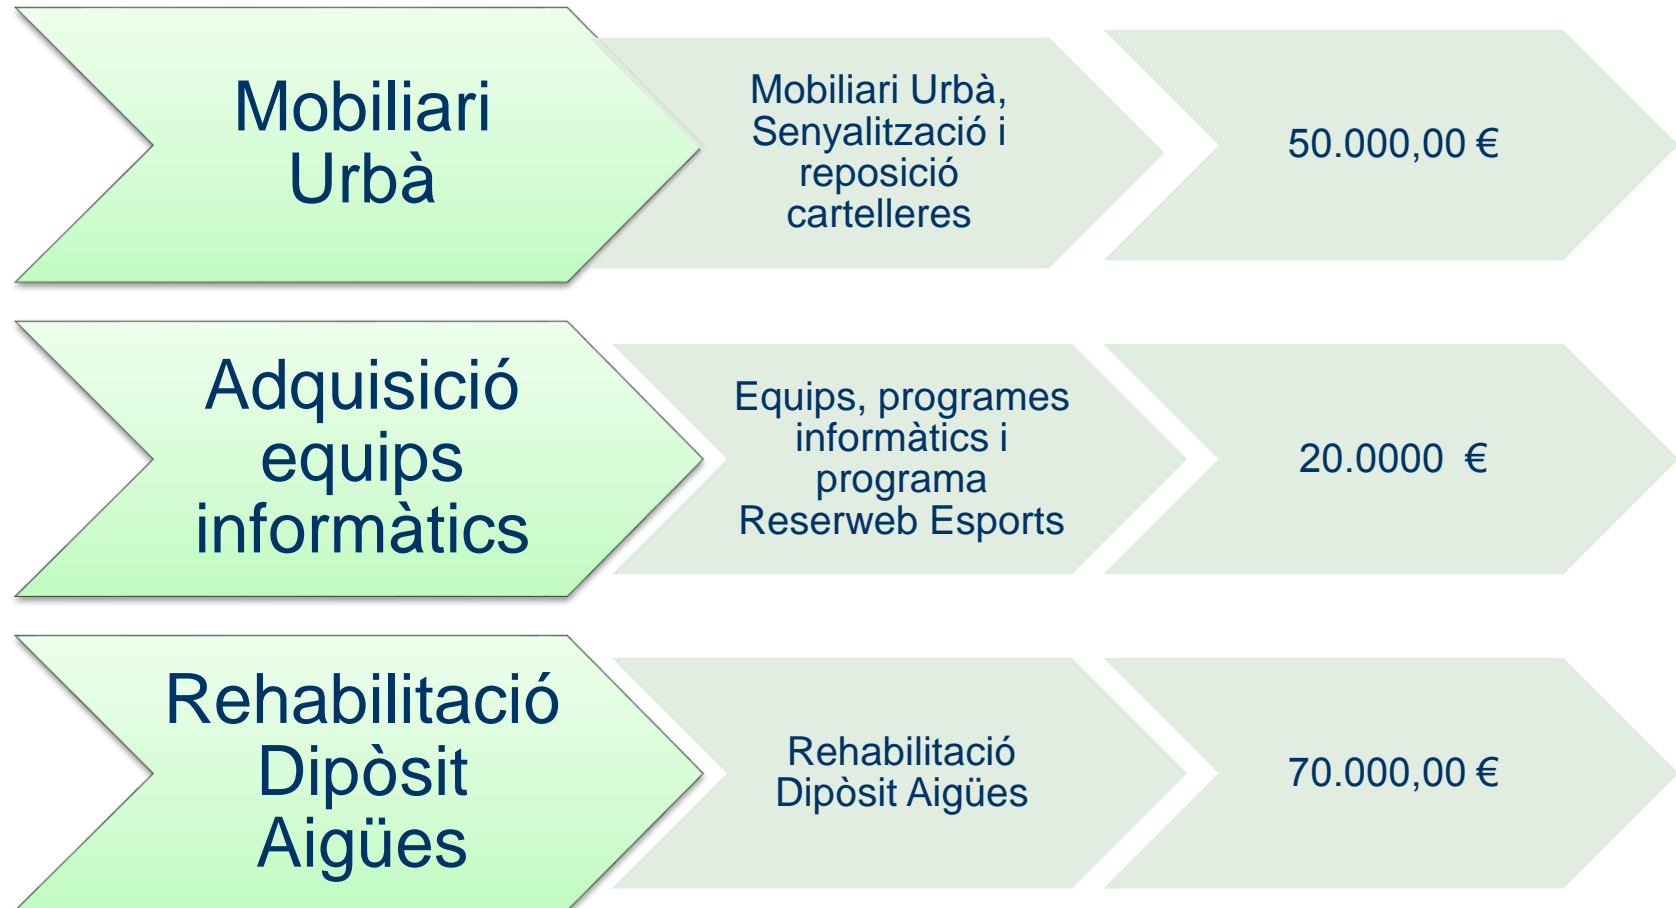 Mobiliari
Urbà
Mobiliari Urbà,
Senyalització i
reposició
cartelleres
50.000,00 €
Adquisició
equips
informàtics
Equips, programes
informàtics i
programa
Reserweb Esports
20.0000 €
Rehabilitació
Dipòsit
Aigües
Rehabilitació
Dipòsit Aigües
70.000,00 €